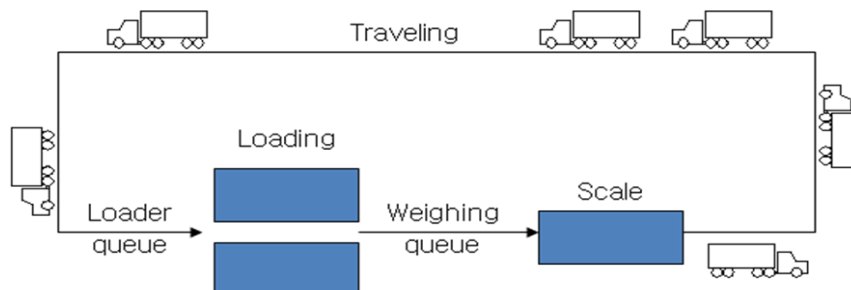 Traveling
Loading
Scale
Loader
queue
Weighing
queue